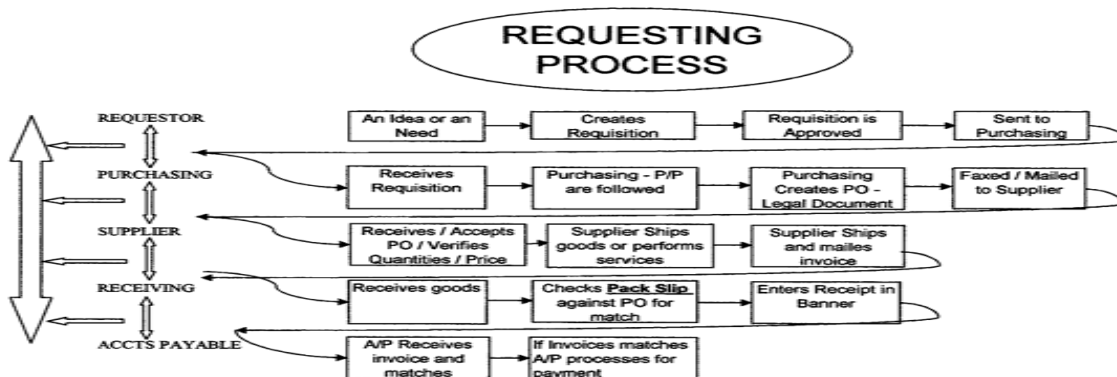 REQUESTING
PROCESS
REQUESTOR
An Idea or an
Need
Creates
Requisition
Requisition is
Approved
Sent to
Purchasing
PURCHASING
Receives
Requisition
Purchasing - P/P
are followed
Purchasing
Creates PO -
Legal Document
Faxed / Mailed
to Supplier
SUPPLIER
Receives / Accepts
PO / Verifies
Quantities / Price
Supplier Ships
goods or performs
services
Supplier Ships
and mailes
invoice
RECEIVING
Receives goods
Checks Pack Slip
against PO for
match
Enters Receipt in
Banner
ACCTS PAYABLE
A/P Receives
invoice and
matches
If Invoices matches
A/P processes for
payment